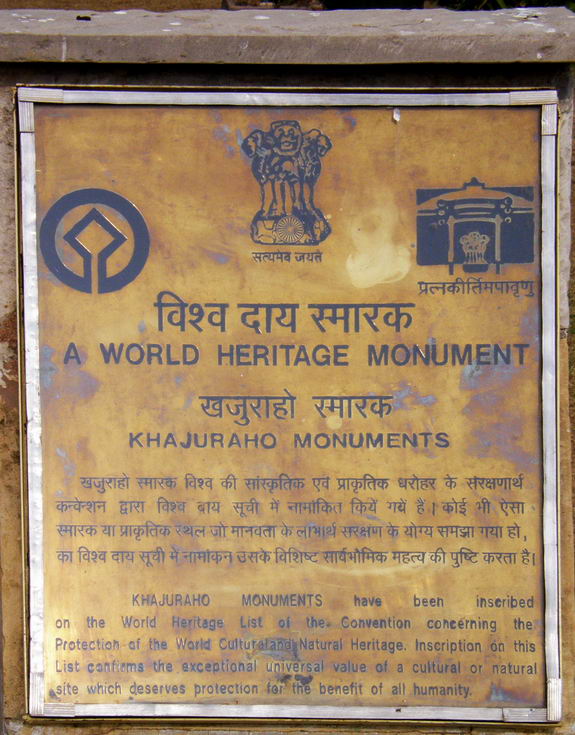 सत्यमेव जयते
प्रत्नकीर्तिमपावृणु
विश्व दाय स्मारक
A WORLD HERITAGE MONUMENT
खजुराहो स्मारक
KHAJURAHO MONUMENTS
खजुराहो स्मारक विश्व की सांस्कृतिक एवं प्राकृतिक धरोहर के संरक्षणार्थ
कन्वेन्शन द्वारा विश्व दाय सूची में नामांकित कियें गयें हैं। कोई भी ऐसा
स्मारक या प्राकृतिक स्थल जो मानवता के लाभार्थ संरक्षण के योग्य समझा गया हो,
का विश्व दाय सूची में नामांकन उसके विशिष्ट सार्वभौमिक महत्व की पुष्टि करता है।
KHAJURAHO MONUMENTS have been inscribed
on the World Heritage List of the Convention concerning the
Protection of the World Cultural and Natural Heritage. Inscription on this
List confirms the exceptional universal value of a cultural or natural
site which deserves protection for the benefit of all humanity.